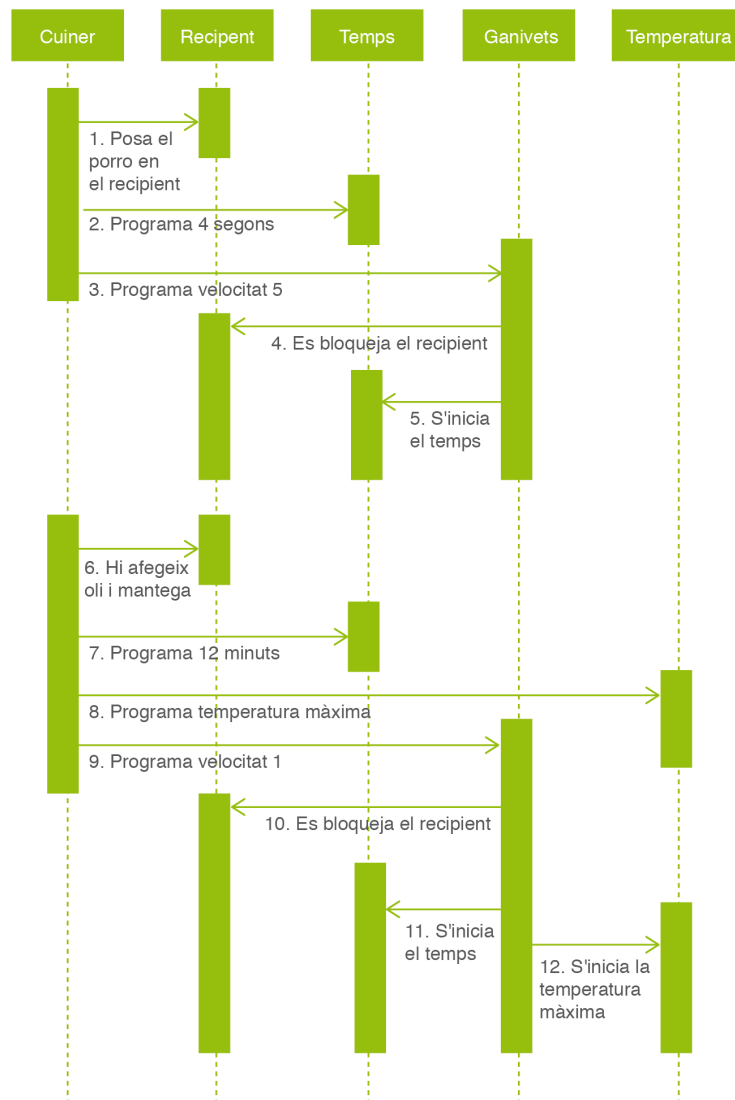 Cuiner
Recipent
Temps
Ganivets
Temperatura
1. Posa el
porro en
el recipient
2. Programa 4 segons
3. Programa velocitat 5
4. Es bloqueja el recipient
5. S'inicia
el temps
6. Hi afegeix
oli i mantega
7. Programa 12 minuts
8. Programa temperatura màxima
9. Programa velocitat 1
10. Es bloqueja el recipient
11. S'inicia
el temps
12. S'inicia la
temperatura
màxima